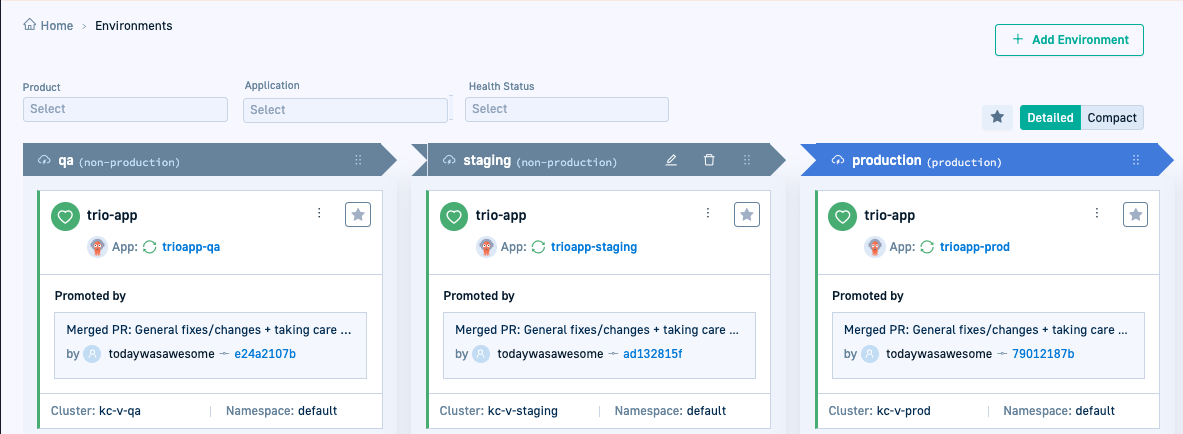 Home > Environments
+ Add Environment
Product
Application
Health Status
Select
Select
Select
Detailed Compact
qa (non-production)
staging (non-production)
production (production)
trio-app
App: trioapp-qa
Promoted by
Merged PR: General fixes/changes + taking care ...
by todaywasawesome e24a2107b
Cluster: kc-v-qa
Namespace: default
trio-app
App: trioapp-staging
Promoted by
Merged PR: General fixes/changes + taking care ...
by todaywasawesome ad132815f
Cluster: kc-v-staging
Namespace: default
trio-app
App: trioapp-prod
Promoted by
Merged PR: General fixes/changes + taking care ...
by todaywasawesome 79012187b
Cluster: kc-v-prod
Namespace: default